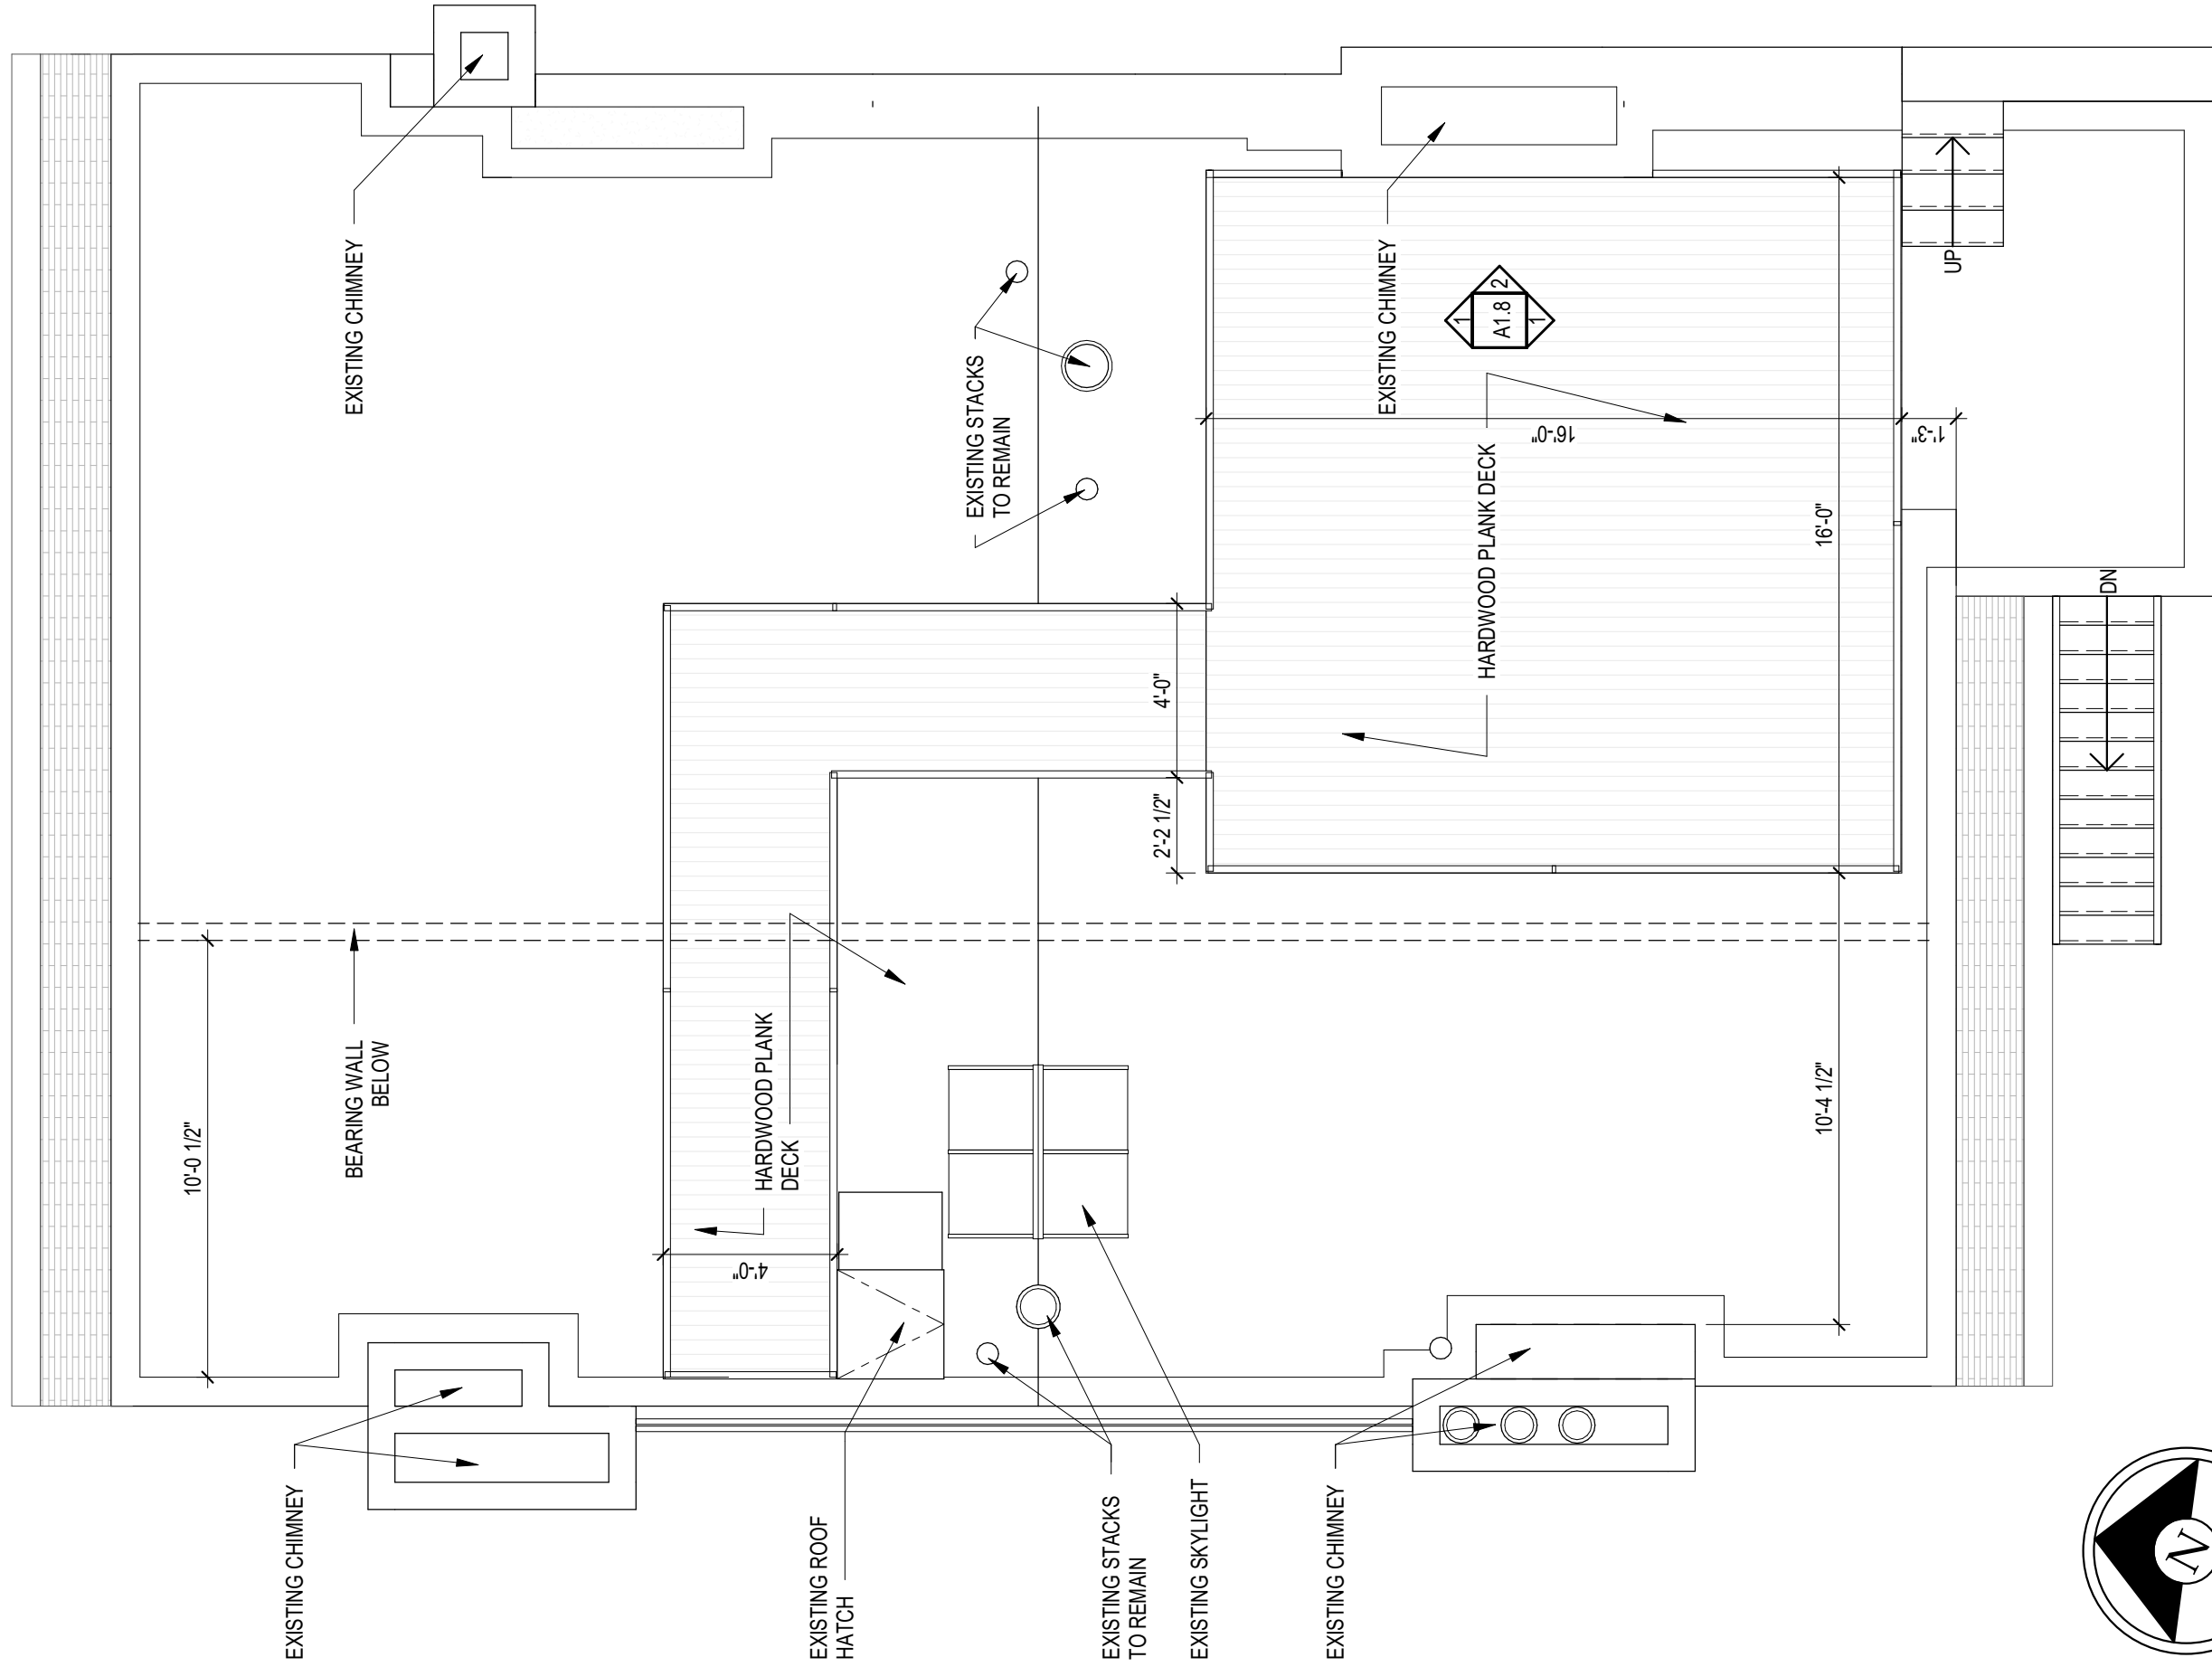 EXISTING CHIMNEY
10'-0 1/2"
BEARING WALL
BELOW
EXISTING CHIMNEY
EXISTING ROOF
HATCH
HARDWOOD PLANK
DECK
4'-0"
EXISTING STACKS
TO REMAIN
EXISTING STACKS
TO REMAIN
2'-2 1/2"
4'-0"
EXISTING SKYLIGHT
EXISTING CHIMNEY
EXISTING CHIMNEY
HARDWOOD PLANK DECK
1
A1.8
2
1
16'-0"
10'-4 1/2"
16'-0"
1'-3"
UP
DN
N